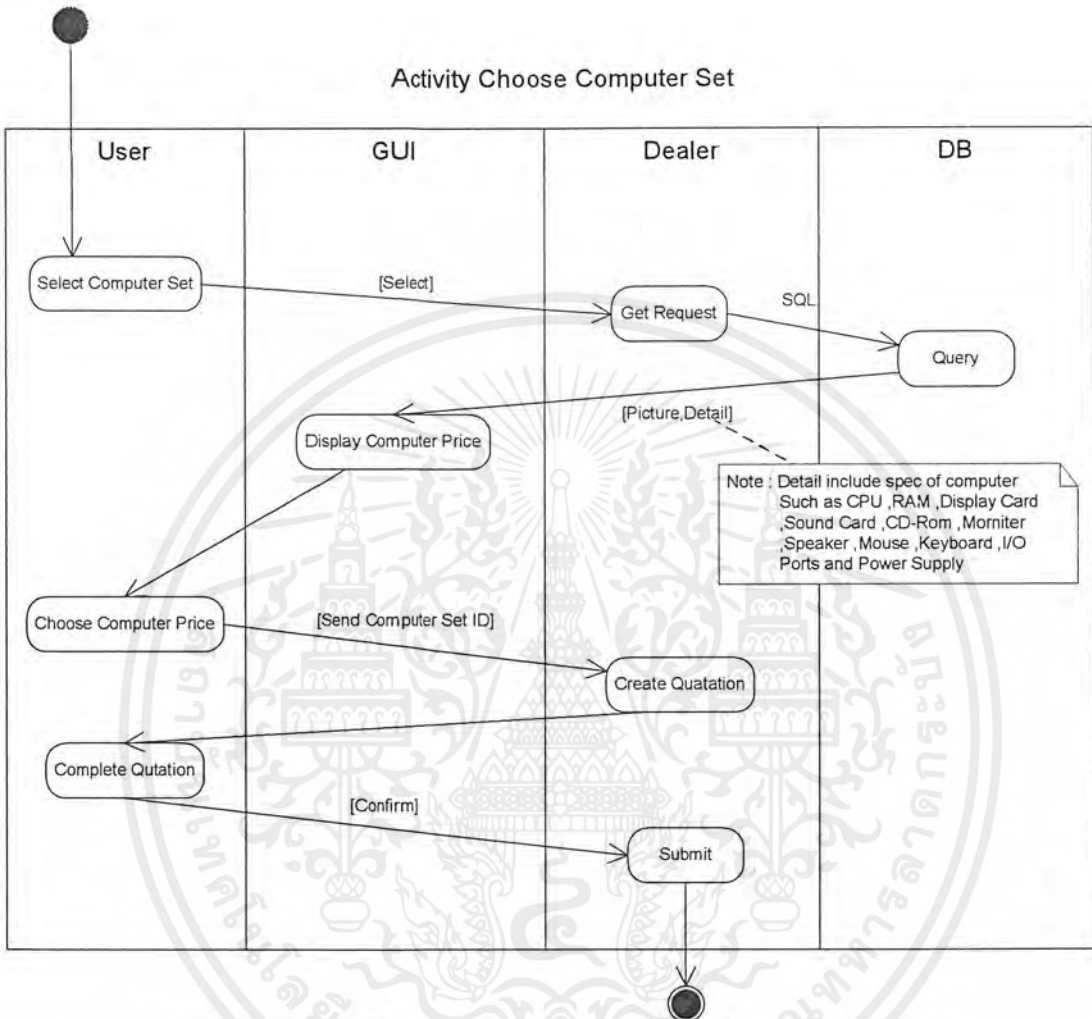 Activity Choose Computer Set
User
GUI
Dealer
DB
Select Computer Set
[Select]
Get Request
SQL
Query
[Picture,Detail]
Display Computer Price
Note : Detail include spec of computer
Such as CPU ,RAM ,Display Card
,Sound Card ,CD-Rom ,Morniter
,Speaker ,Mouse ,Keyboard ,I/O
Ports and Power Supply
Choose Computer Price
[Send Computer Set ID]
Create Quatation
Complete Qutation
[Confirm]
Submit